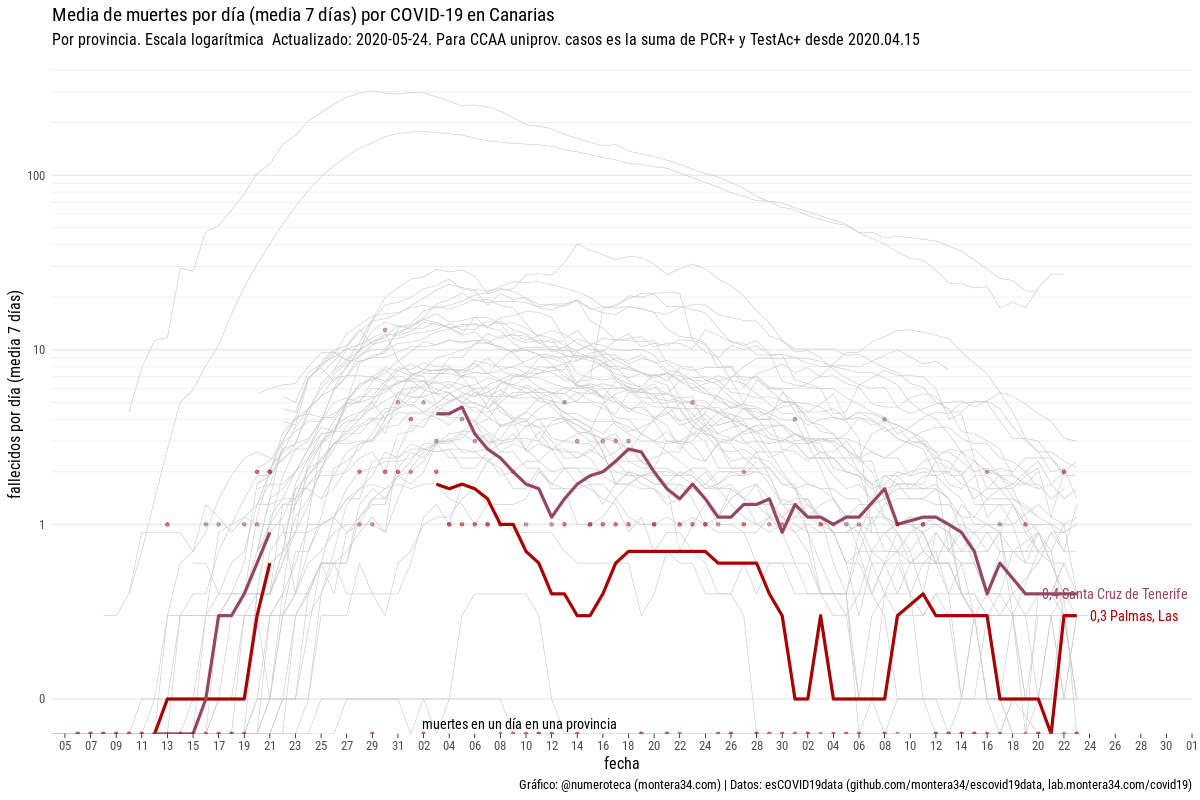 Media de muertes por día (media 7 días) por COVID-19 en Canarias
Por provincia. Escala logarítmica  Actualizado: 2020-05-24. Para CCAA uniprov. casos es la suma de PCR+ y TestAc+ desde 2020.04.15
fallecidos por día (media  7 días)
100
10
1
0
0,4 Santa Cruz de Tenerife
0,3 Palmas, Las
muertes en un día en una provincia
05 07 09 11 13 15 17 19 21 23 25 27 29 31 02 04 06 08 10 12 14 16 18 20 22 24 26 28 30 02 04 06 08 10 12 14 16 18 20 22 24 26 28 30 01
fecha
Gráfico: @numeroteca (montera34.com) | Datos: esCOVID19data (github.com/montera34/escovid19data, lab.montera34.com/covid19)